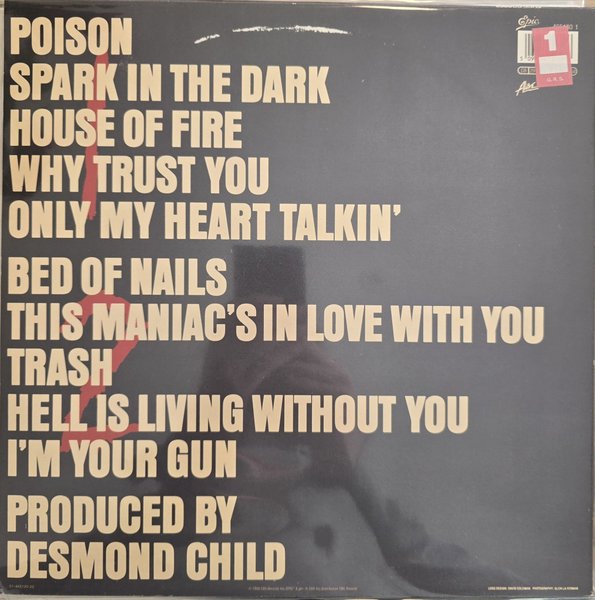 POISON
SPARK IN THE DARK
HOUSE OF FIRE
WHY TRUST YOU
ONLY MY HEART TALKIN'
1
BED OF NAILS
THIS MANIAC'S IN LOVE WITH YOU
TRASH
HELL IS LIVING WITHOUT YOU
I'M YOUR GUN
2
PRODUCED BY
DESMOND CHILD
Epic
1